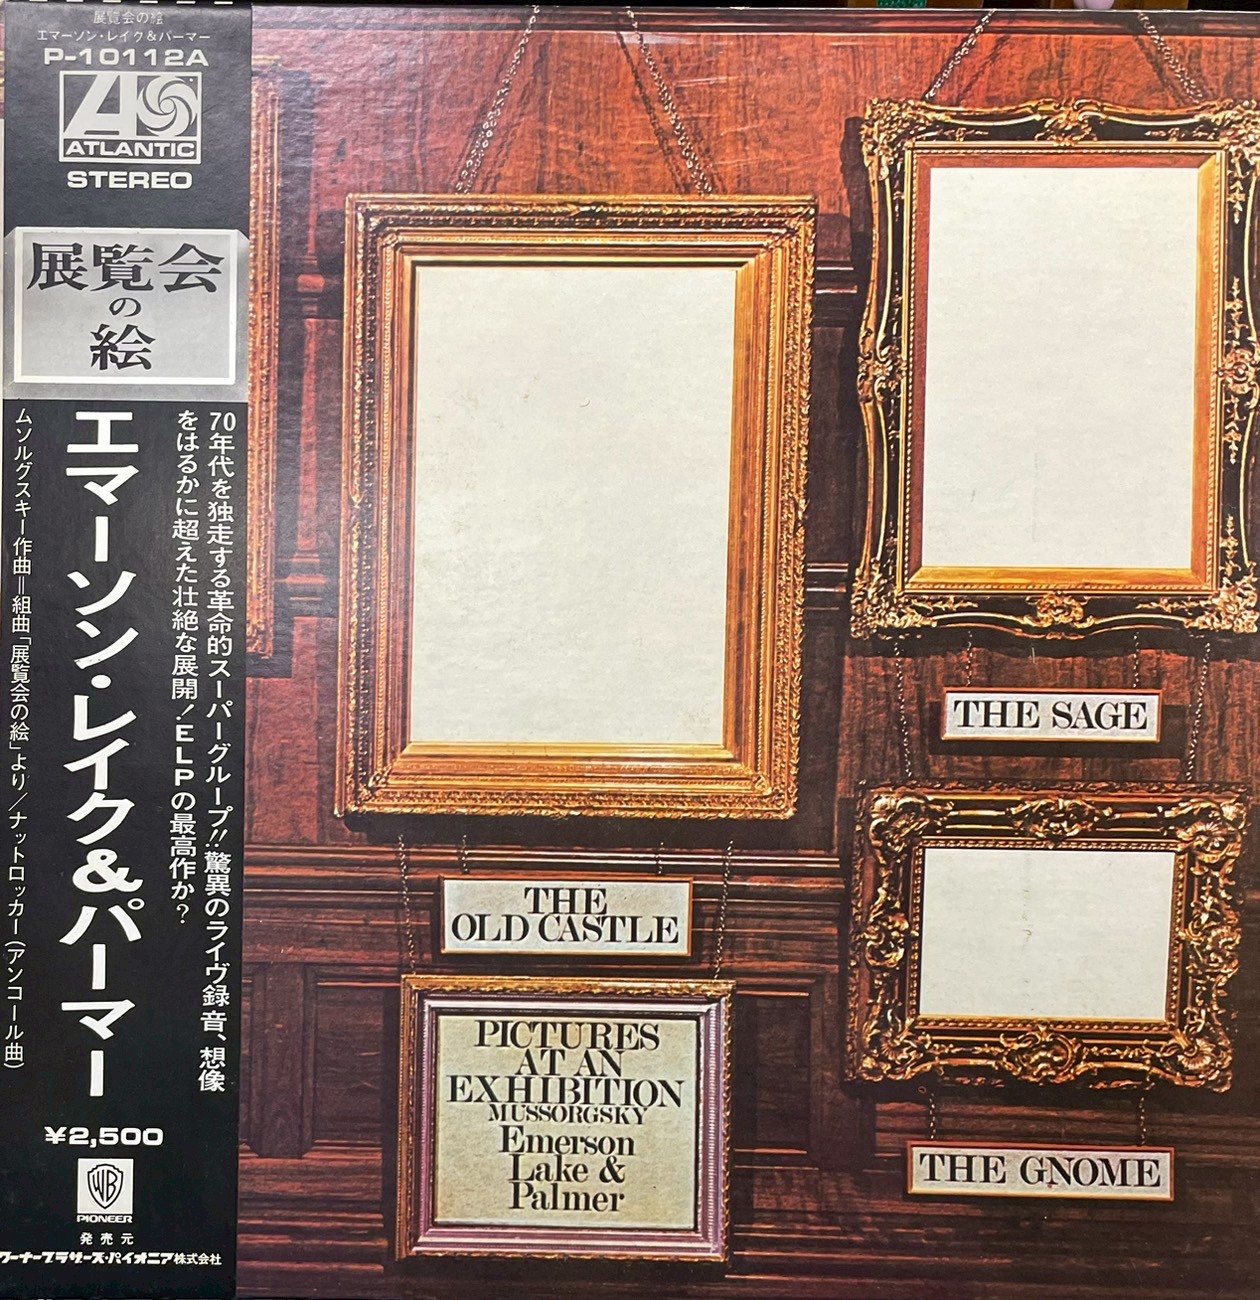 展覧会の絵
エマーソン・レイク&パーマー
P-10112A
ATLANTIC
STEREO
展覧会
の
絵
70年代を独走する革命的スーパーグループ!!驚異のライヴ録音、想像
をはるかに超えた壮絶な展開!ELPの最高作か?
エマーソン・レイク&パーマー
ムソルグスキー作曲=組曲「展覧会の絵」より/ナットロッカー(アンコール曲)
¥2,500
WB
PIONEER
発売元
ワーナーブラザーズ・パイオニア株式会社
THE
OLD CASTLE
PICTURES
AT AN
EXHIBITION
MUSSORGSKY
Emerson
Lake &
Palmer
THE SAGE
THE GNOME